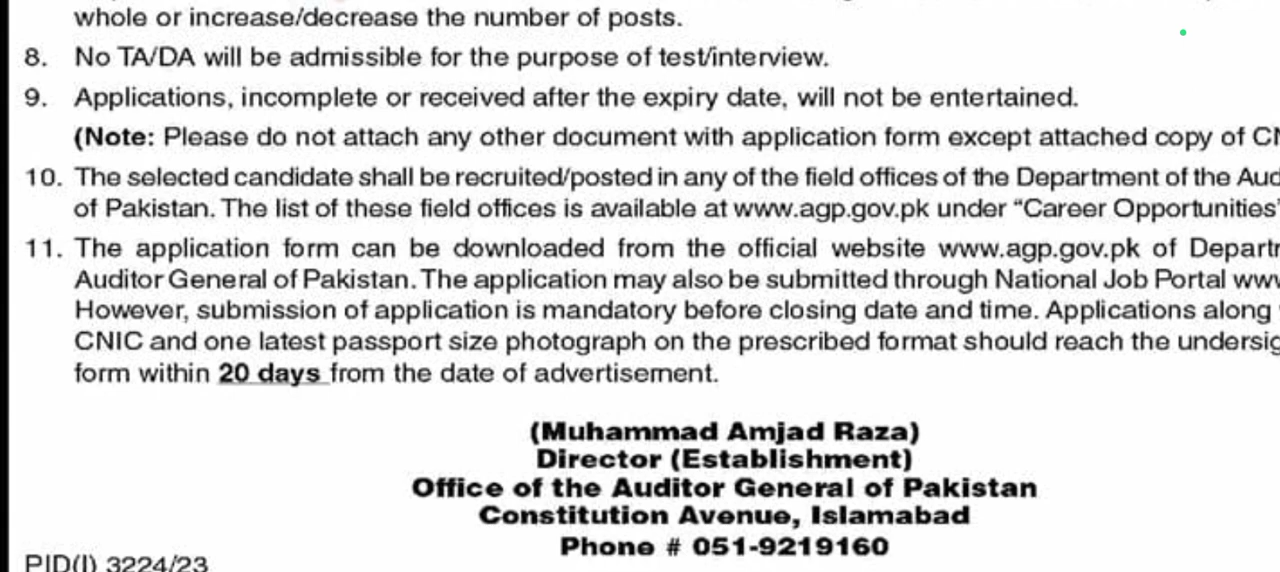 whole or increase/decrease the number of posts.
8. No TA/DA will be admissible for the purpose of test/interview.
9. Applications, incomplete or received after the expiry date, will not be entertained.
(Note: Please do not attach any other document with application form except attached copy of
10. The selected candidate shall be recruited/posted in any of the field offices of the Department of the
of Pakistan. The list of these field offices is available at www.agp.gov.pk under “Career Opportunities”
11. The application form can be downloaded from the official website www.agp.gov.pk of
Auditor General of Pakistan. The application may also be submitted through National Job Portal
However, submission of application is mandatory before closing date and time. Applications along
CNIC and one latest passport size photograph on the prescribed format should reach the
form within 20 days from the date of advertisement.
(Muhammad Amjad Raza)
Director (Establishment)
Office of the Auditor General of Pakistan
Constitution Avenue, Islamabad
Phone # 051-9219160
PID(I) 3224/23